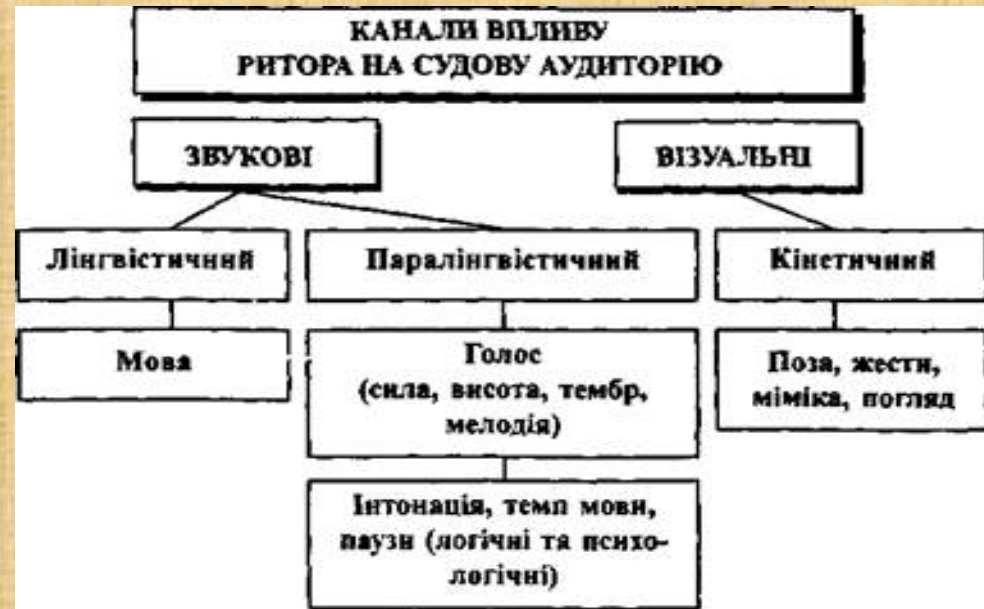 КАНАЛИ ВПЛИВУ
РИТОРА НА СУДОВУ АУДИТОРІЮ
ЗВУКОВІ
ВІЗУАЛЬНІ
Лінгвістичний
Паралінгвістичний
Кінетичний
Мова
Голос
(сила, висота, тембр,
мелодія)
Поза, жести,
міміка, погляд
Інтонація, темп мови,
паузи (логічні та психо-
логічні)